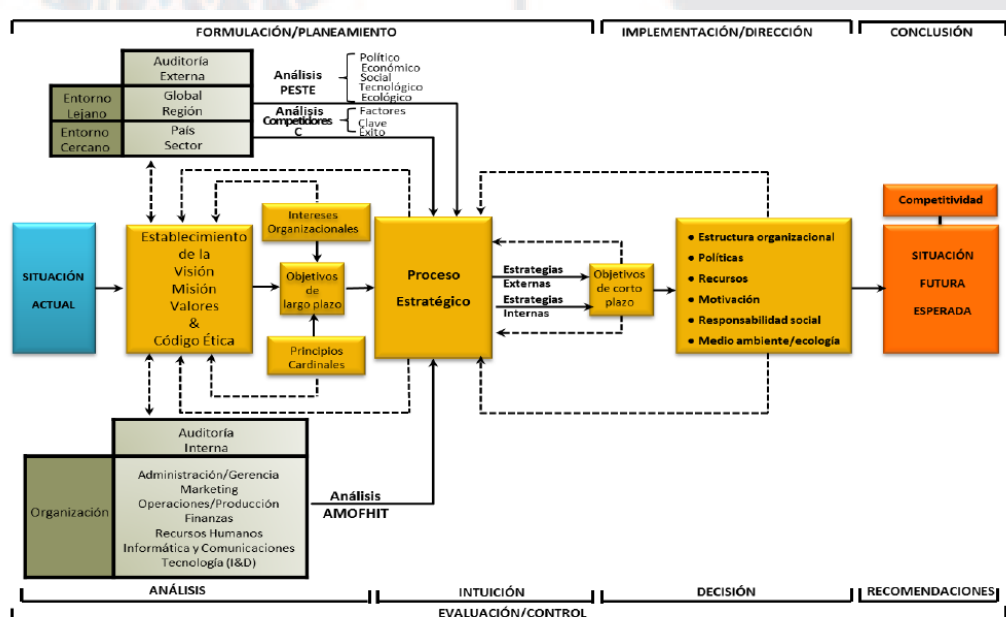 FORMULACIÓN/PLANEAMIENTO
IMPLEMENTACIÓN/DIRECCIÓN
CONCLUSIÓN
Auditoría
Externa
Entorno
Lejano
Global
Región
Entorno
Cercano
País
Sector
Análisis
PESTE
Político
Económico
Social
Tecnológico
Ecológico
Análisis
Competidores
C
Factores
Clave
Éxito
SITUACIÓN
ACTUAL
Establecimiento
de la
Visión
Misión
Valores
&
Código Ética
Intereses
Organizacionales
Objetivos
de
largo plazo
Principios
Cardinales
Proceso
Estratégico
Estrategias
Externas
Estrategias
Internas
Objetivos
de corto
plazo
• Estructura organizacional
• Políticas
• Recursos
• Motivación
• Responsabilidad social
• Medio ambiente/ecología
Competitividad
SITUACIÓN
FUTURA
ESPERADA
Auditoría
Interna
Organización
Administración/Gerencia
Marketing
Operaciones/Producción
Finanzas
Recursos Humanos
Informática y Comunicaciones
Tecnología (I&D)
Análisis
AMOFHIT
ANÁLISIS
INTUICIÓN
DECISIÓN
RECOMENDACIONES
EVALUACIÓN/CONTROL